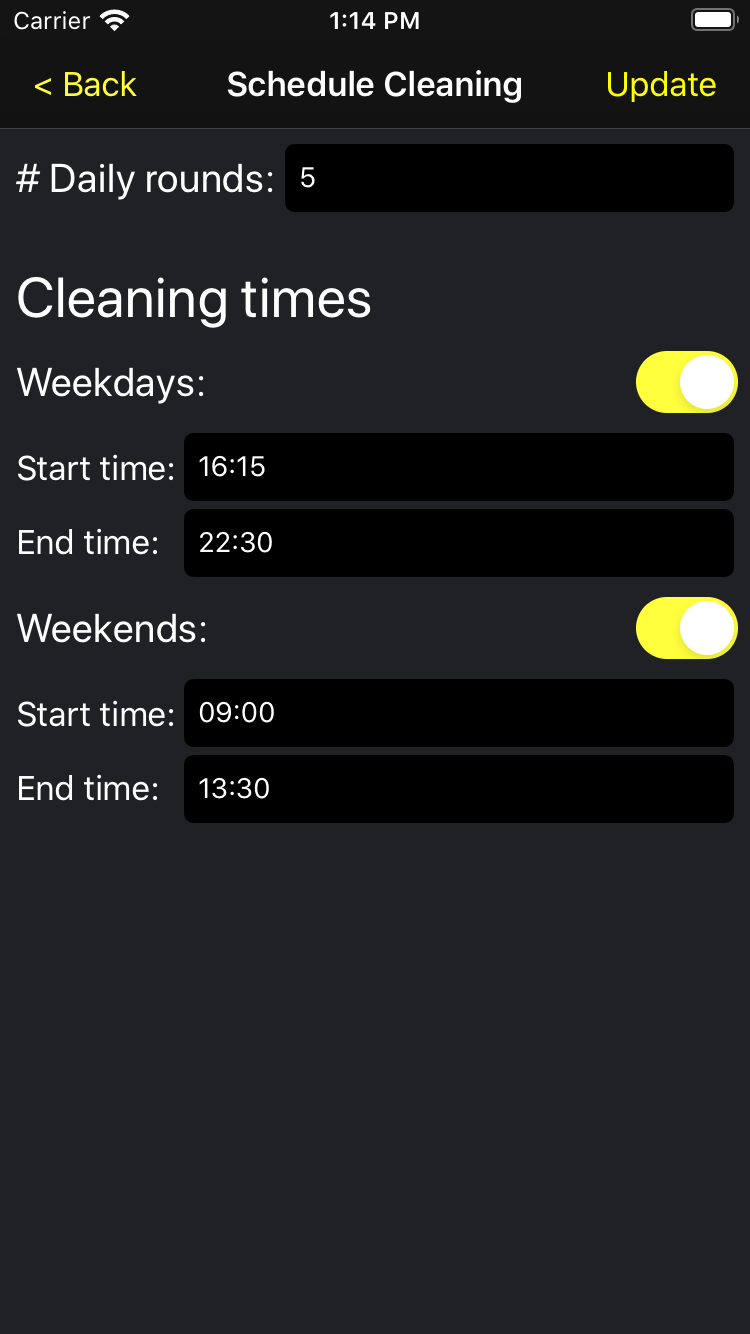 Carrier 1:14 PM
< Back Schedule Cleaning Update
# Daily rounds: 5
Cleaning times
Weekdays:
Start time: 16:15
End time: 22:30
Weekends:
Start time: 09:00
End time: 13:30